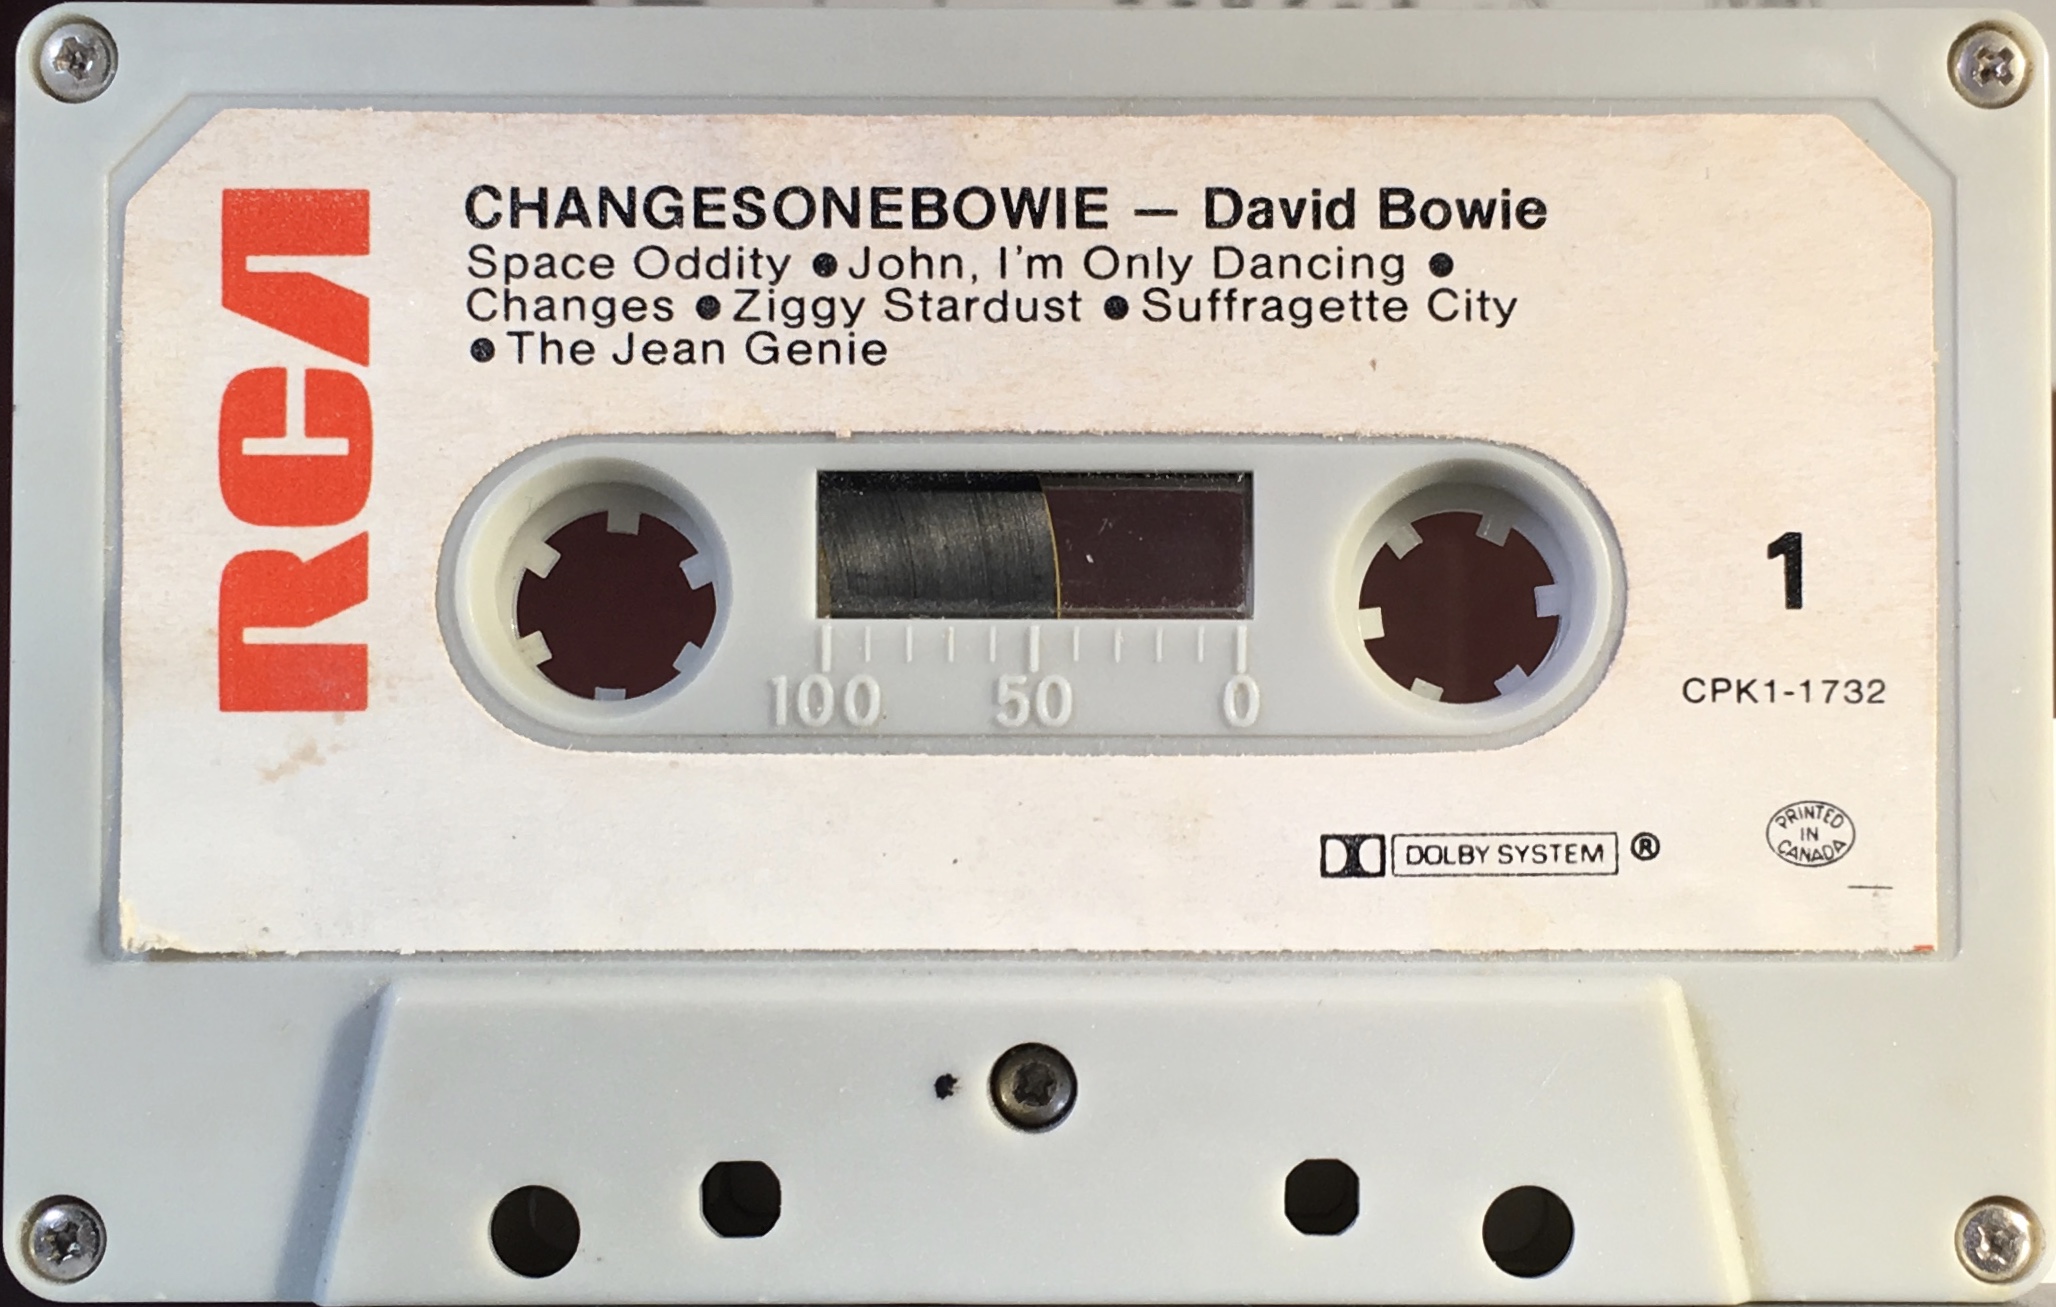 RCA
CHANGESONEBOWIE — David Bowie
Space Oddity ● John, I'm Only Dancing ●
Changes ● Ziggy Stardust ● Suffragette City
● The Jean Genie
100 50 0
1
CPK1-1732
DOLBY SYSTEM ®
PRINTED
IN
CANADA